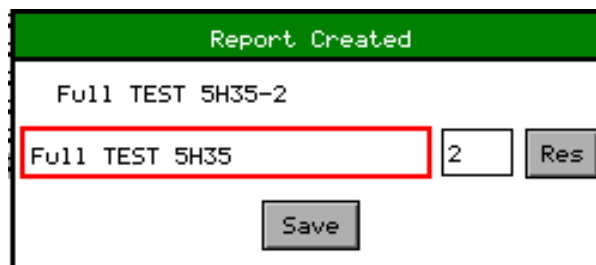 Report Created
Full TEST 5H35-2
Full TEST 5H35 2 Res
Save